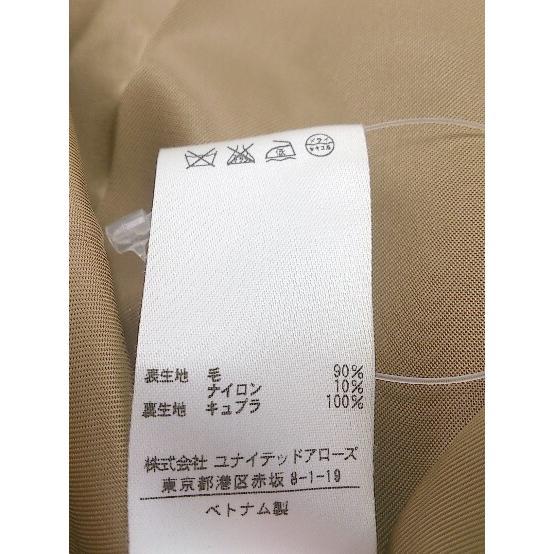 表生地 毛 90%
ナイロン 10%
裏生地 キュプラ 100%
株式会社 ユナイテッドアローズ
東京都港区赤坂 8-1-19
ベトナム製